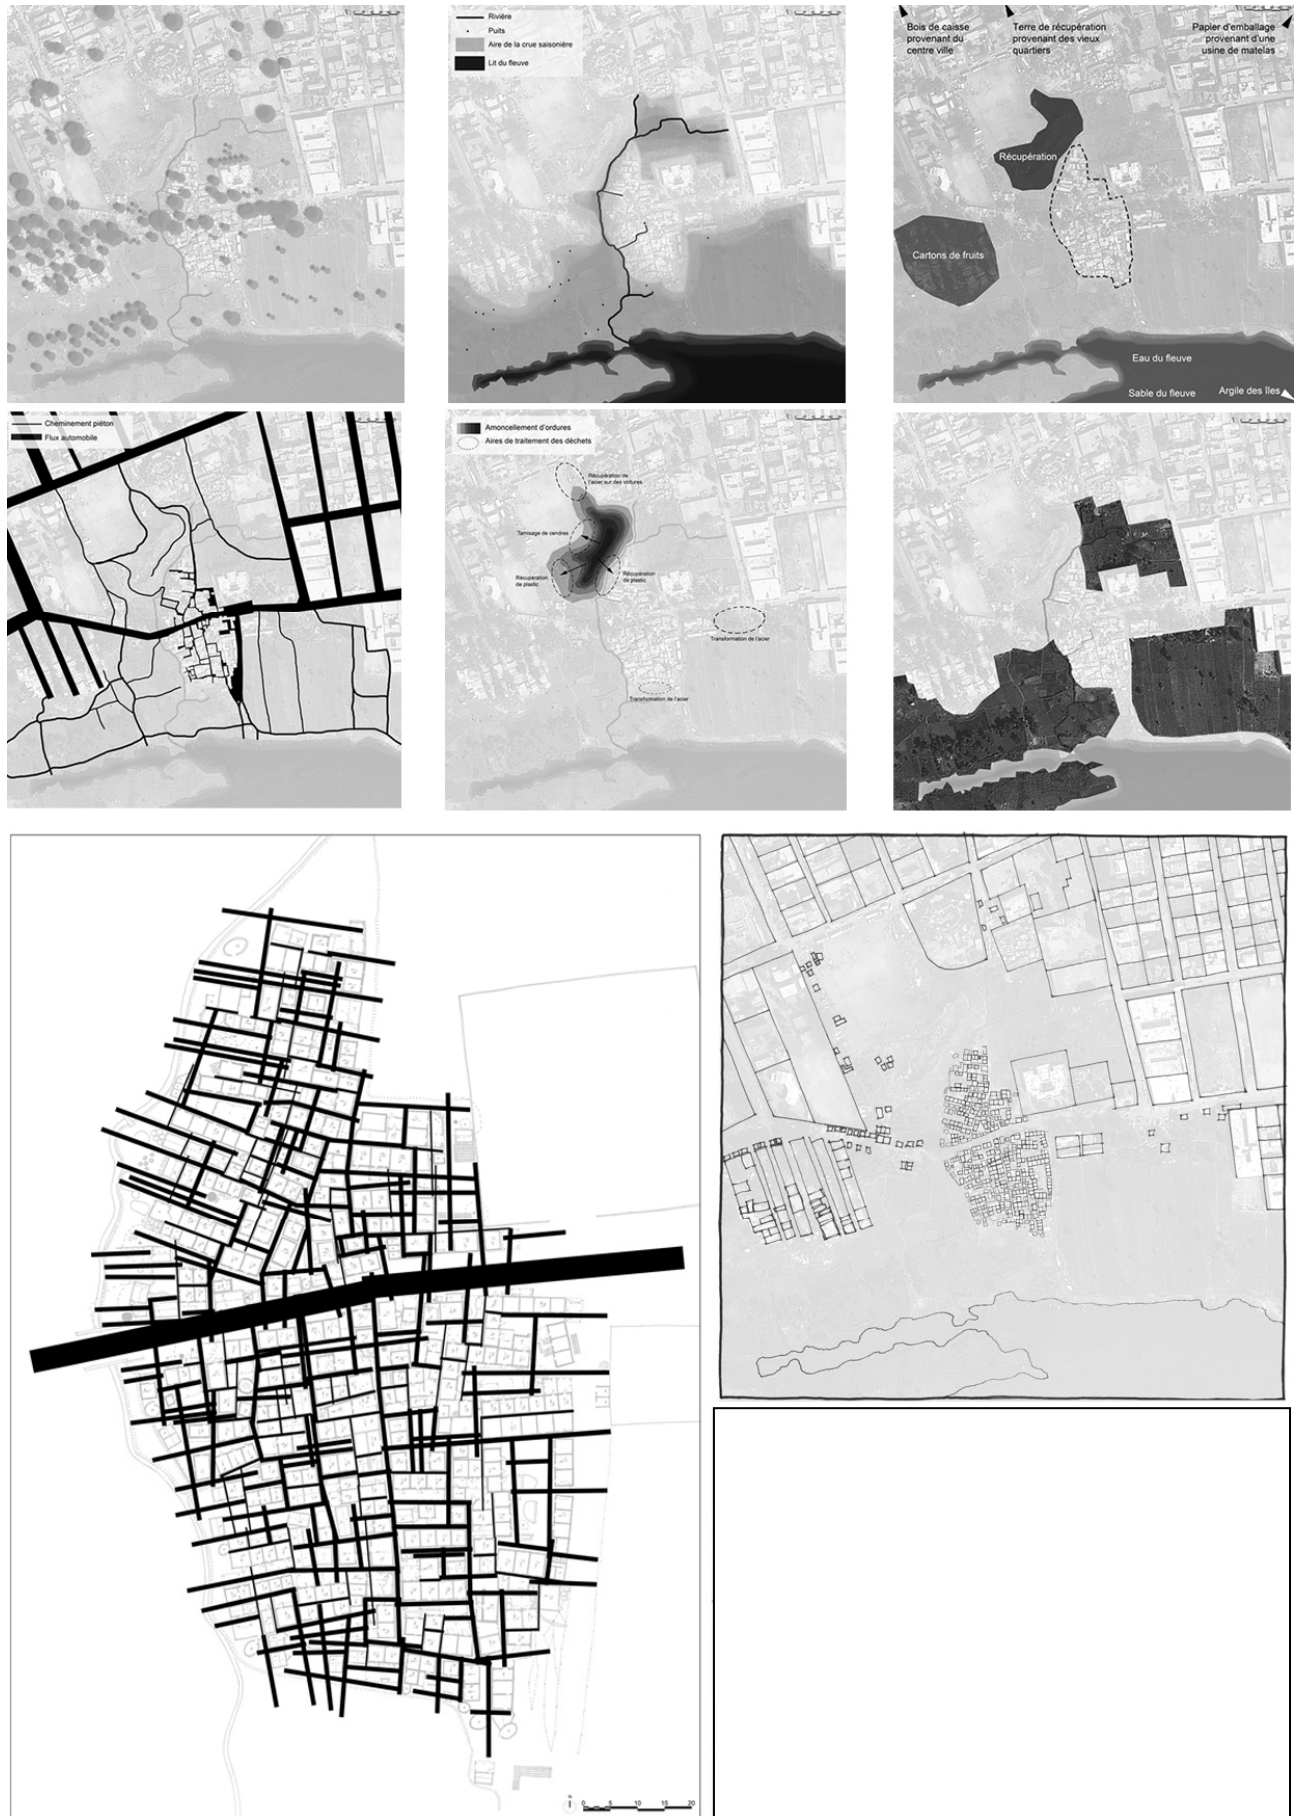 Rivière
Puits
Aire de la crue saisonière
Lit du fleuve
Bois de caisse
provenant du
centre ville
Terre de récupération
provenant des vieux
quartiers
Papier d'emballage
provenant d'une
usine de matelas
Récupération
Cartons de fruits
Eau du fleuve
Sable du fleuve
Argile des îles
Cheminement piéton
Flux automobile
Amoncellement d'ordures
Aires de traitement des déchets
Récupération de
l'acier sur des voitures
Tamisage de cendres
Récupération
de plastic
Récupération
de plastic
Transformation de l'acier
Transformation de l'acier
N
0 5 10 15 20